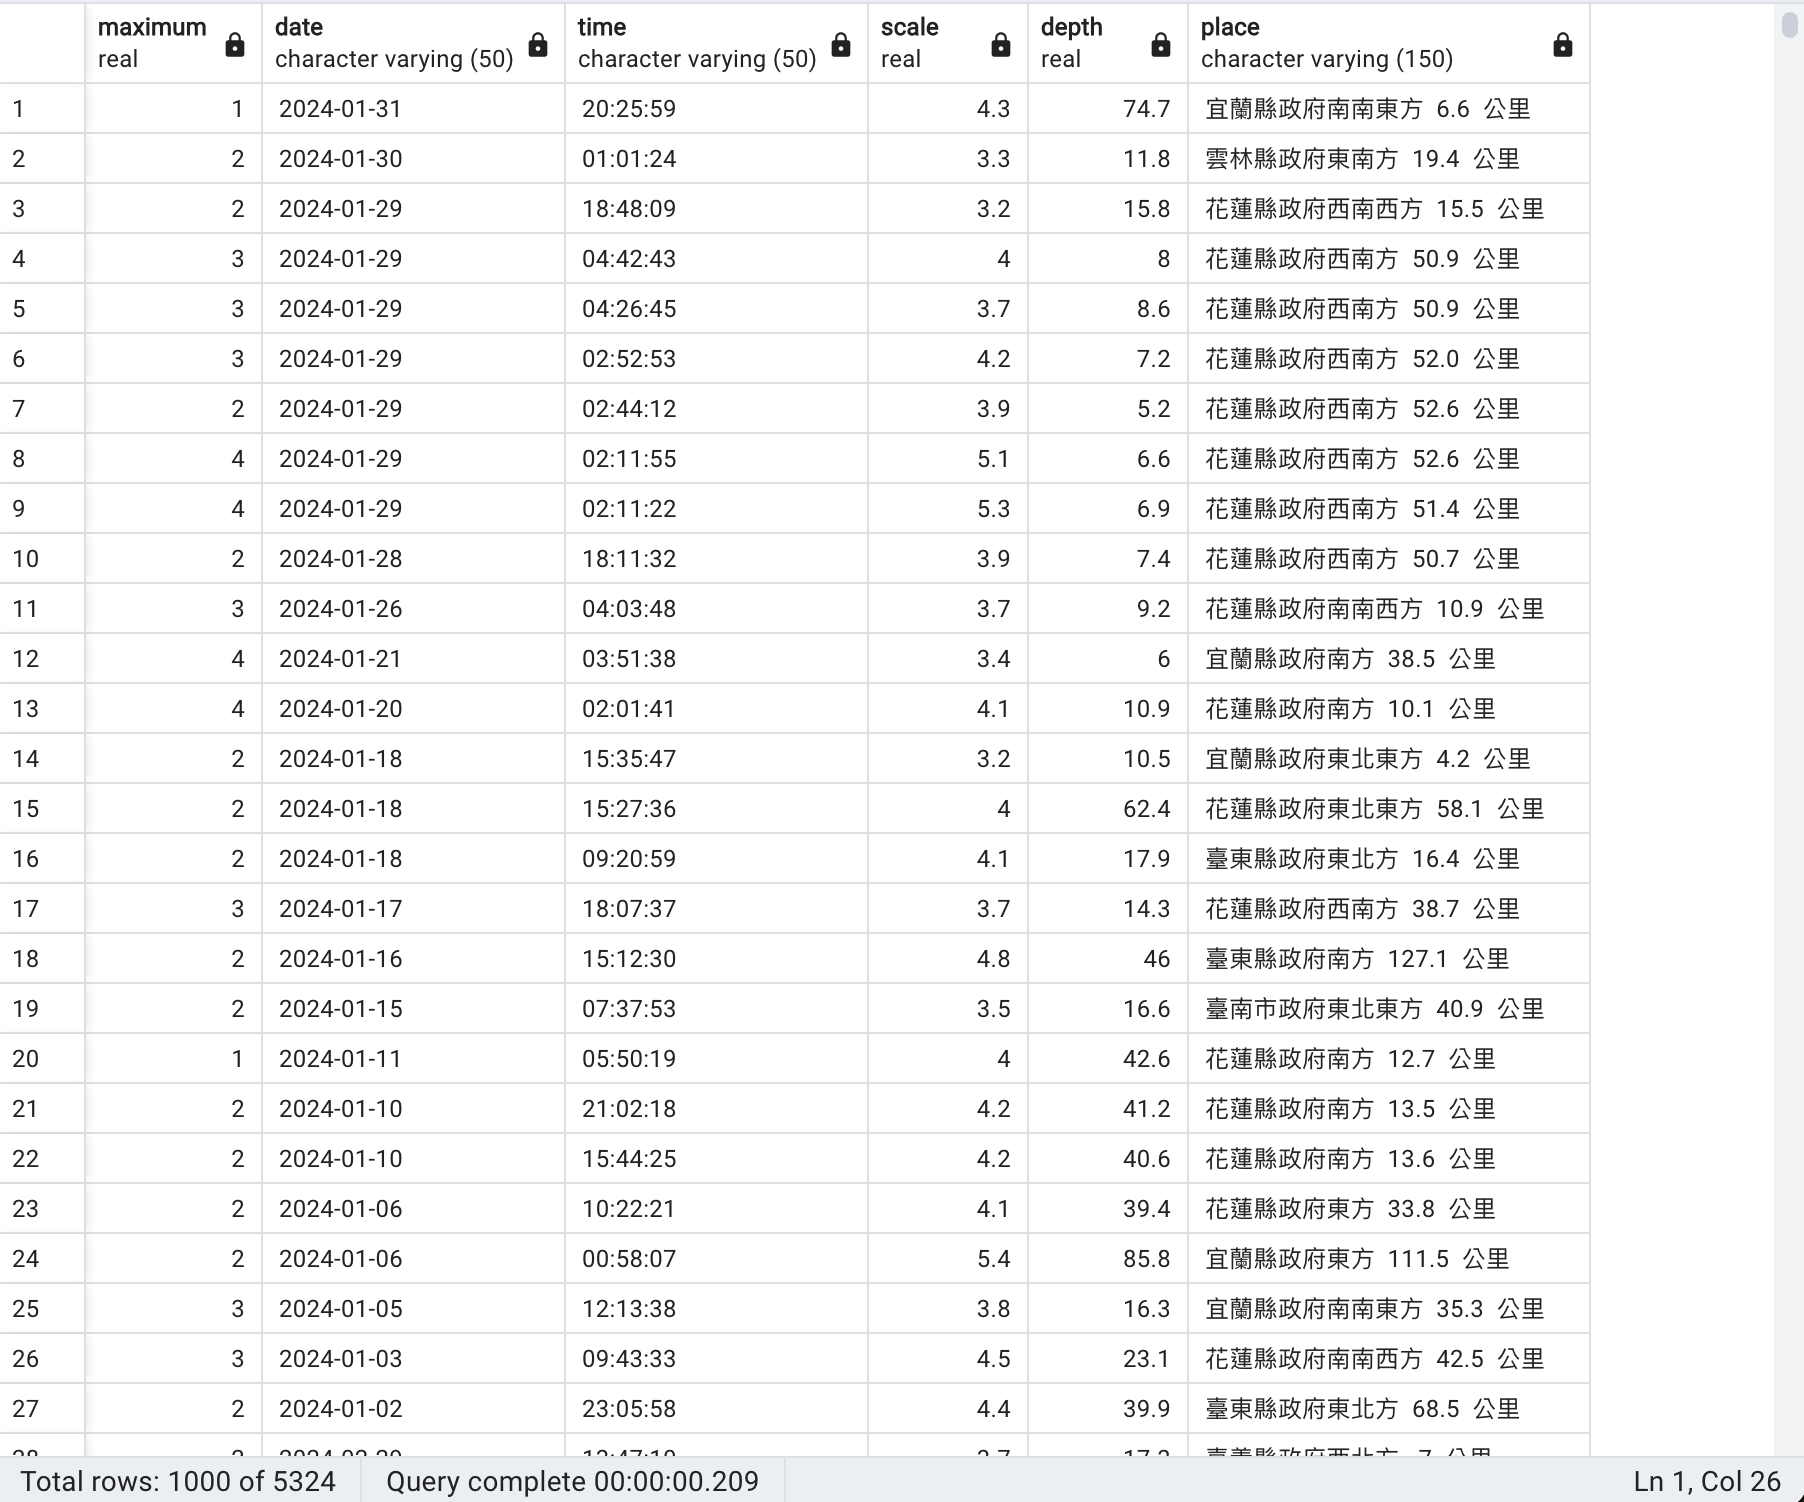 maximum real date character varying (50) time character varying (50) scale real depth real place character varying (150)
1 1 2024-01-31 20:25:59 4.3 74.7 宜蘭縣政府南南東方 6.6 公里
2 2 2024-01-30 01:01:24 3.3 11.8 雲林縣政府東南方 19.4 公里
3 2 2024-01-29 18:48:09 3.2 15.8 花蓮縣政府西南西方 15.5 公里
4 3 2024-01-29 04:42:43 4 8 花蓮縣政府西南方 50.9 公里
5 3 2024-01-29 04:26:45 3.7 8.6 花蓮縣政府西南方 50.9 公里
6 3 2024-01-29 02:52:53 4.2 7.2 花蓮縣政府西南方 52.0 公里
7 2 2024-01-29 02:44:12 3.9 5.2 花蓮縣政府西南方 52.6 公里
8 4 2024-01-29 02:11:55 5.1 6.6 花蓮縣政府西南方 52.6 公里
9 4 2024-01-29 02:11:22 5.3 6.9 花蓮縣政府西南方 51.4 公里
10 2 2024-01-28 18:11:32 3.9 7.4 花蓮縣政府西南方 50.7 公里
11 3 2024-01-26 04:03:48 3.7 9.2 花蓮縣政府南南西方 10.9 公里
12 4 2024-01-21 03:51:38 3.4 6 宜蘭縣政府南方 38.5 公里
13 4 2024-01-20 02:01:41 4.1 10.9 花蓮縣政府南方 10.1 公里
14 2 2024-01-18 15:35:47 3.2 10.5 宜蘭縣政府東北東方 4.2 公里
15 2 2024-01-18 15:27:36 4 62.4 花蓮縣政府東北東方 58.1 公里
16 2 2024-01-18 09:20:59 4.1 17.9 臺東縣政府東北方 16.4 公里
17 3 2024-01-17 18:07:37 3.7 14.3 花蓮縣政府西南方 38.7 公里
18 2 2024-01-16 15:12:30 4.8 46 臺東縣政府南方 127.1 公里
19 2 2024-01-15 07:37:53 3.5 16.6 臺南市政府東北東方 40.9 公里
20 1 2024-01-11 05:50:19 4 42.6 花蓮縣政府南方 12.7 公里
21 2 2024-01-10 21:02:18 4.2 41.2 花蓮縣政府南方 13.5 公里
22 2 2024-01-10 15:44:25 4.2 40.6 花蓮縣政府南方 13.6 公里
23 2 2024-01-06 10:22:21 4.1 39.4 花蓮縣政府東方 33.8 公里
24 2 2024-01-06 00:58:07 5.4 85.8 宜蘭縣政府東方 111.5 公里
25 3 2024-01-05 12:13:38 3.8 16.3 宜蘭縣政府南南東方 35.3 公里
26 3 2024-01-03 09:43:33 4.5 23.1 花蓮縣政府南南西方 42.5 公里
27 2 2024-01-02 23:05:58 4.4 39.9 臺東縣政府東北方 68.5 公里
Total rows: 1000 of 5324 Query complete 00:00:00.209 Ln 1, Col 26